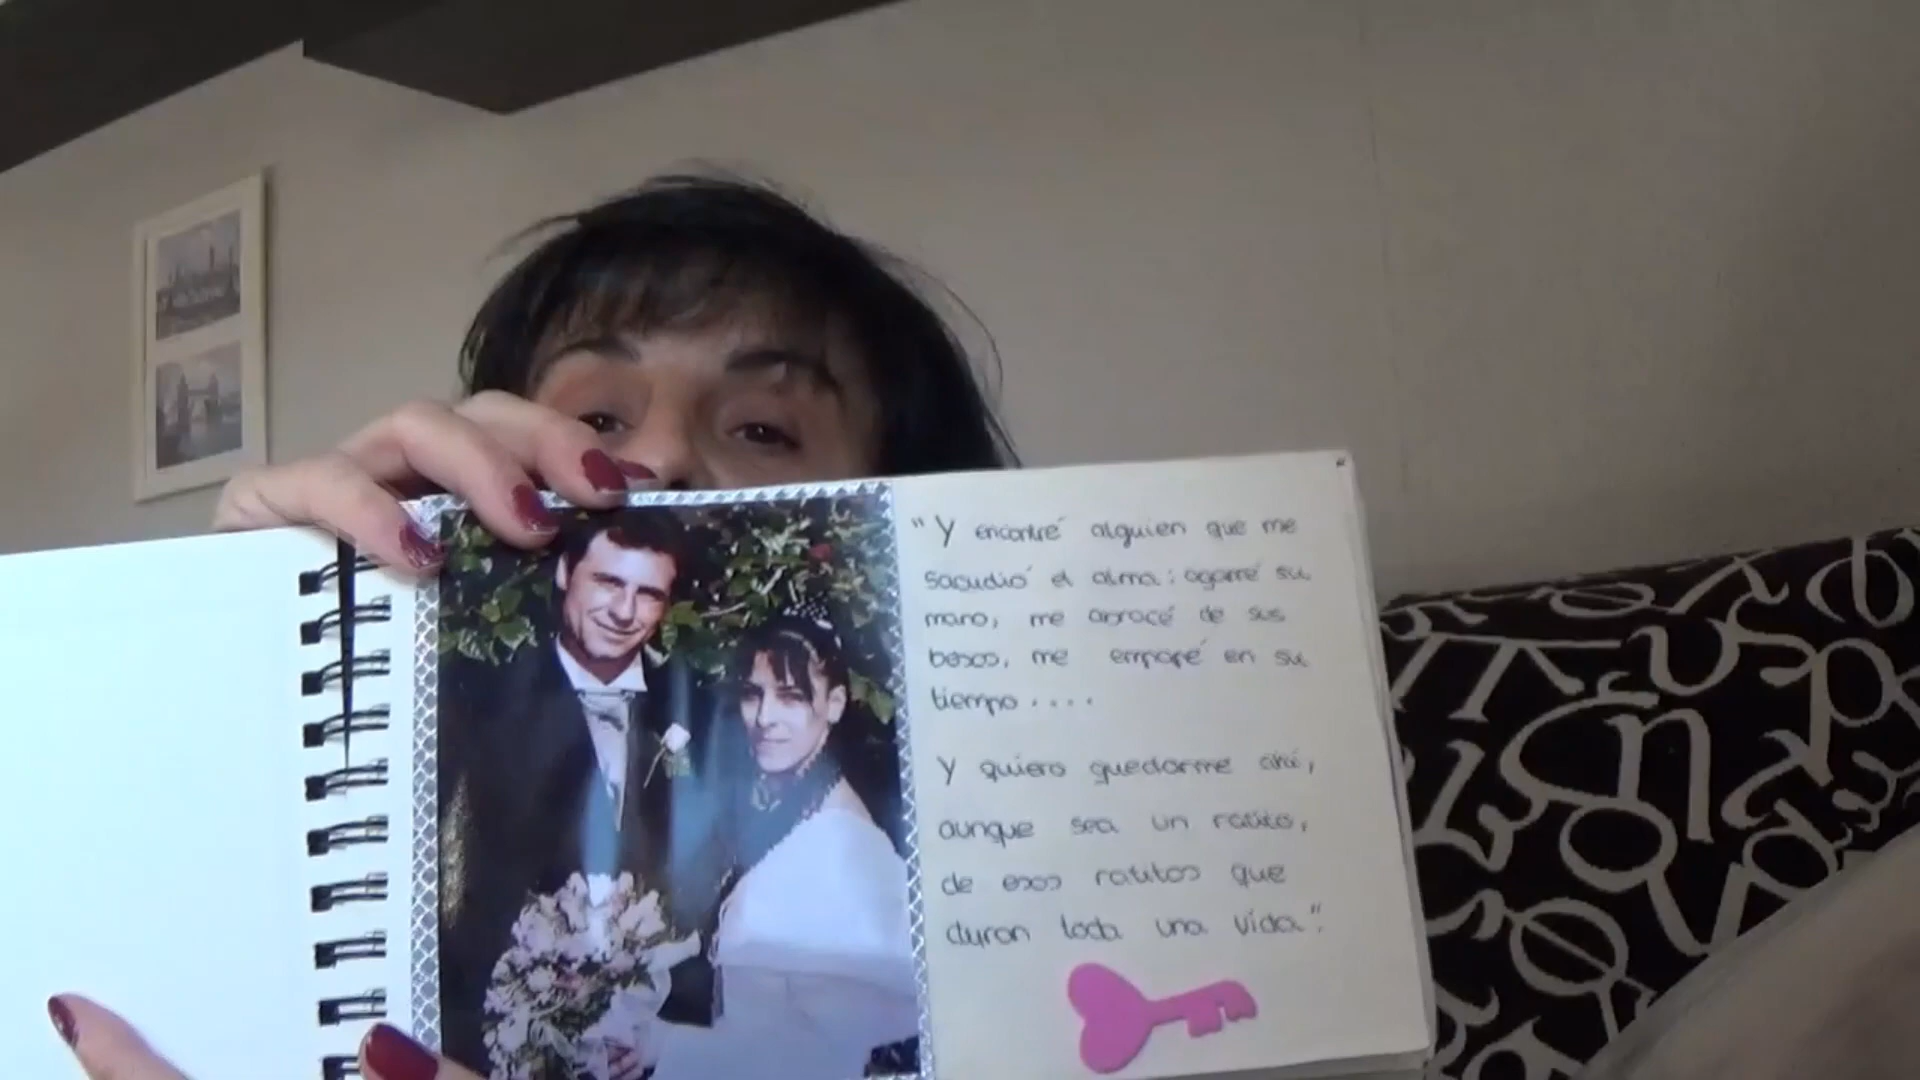 "Y encontré alguien que me
sacudió el alma: agarré su
mano, me abracé de sus
besos, me empapé en su
tiempo....
Y quiero quedarme ahí,
aunque sea un ratito,
de esos ratitos que
duran toda una vida".